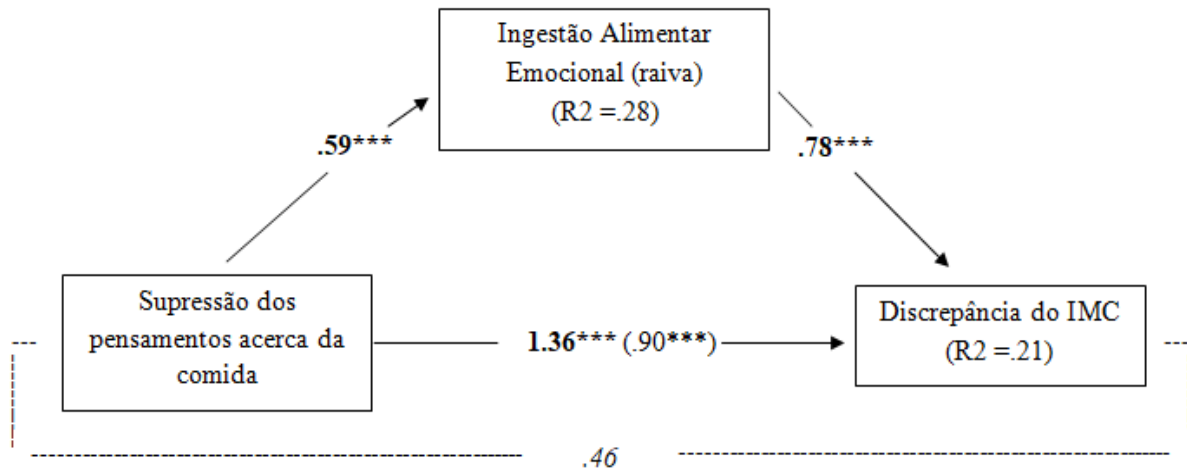 Ingestão Alimentar
Emocional (raiva)
(R2 =.28)
.59***
.78***
Supressão dos
pensamentos acerca da
comida
1.36*** (.90***)
Discrepância do IMC
(R2 =.21)
.46